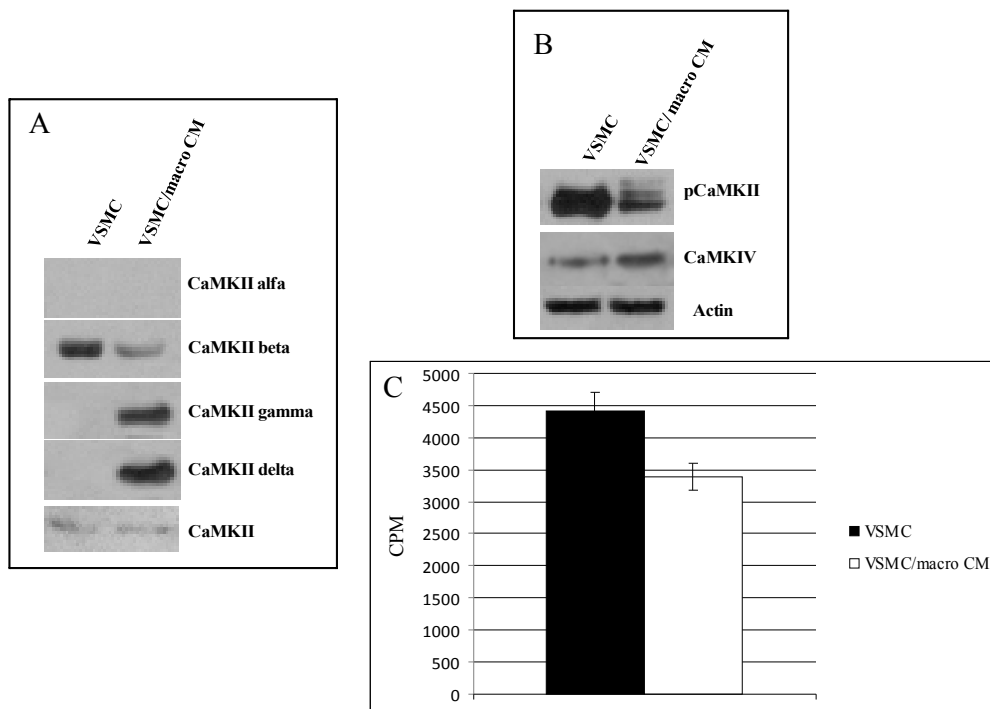 A
VSMC
VSMC/macro CM
CaMKII alfa
CaMKII beta
CaMKII gamma
CaMKII delta
CaMKII
B
VSMC
VSMC/ macro CM
pCaMKII
CaMKIV
Actin
C
5000
4500
4000
3500
3000
2500
2000
1500
1000
500
0
CPM
VSMC
VSMC/macro CM